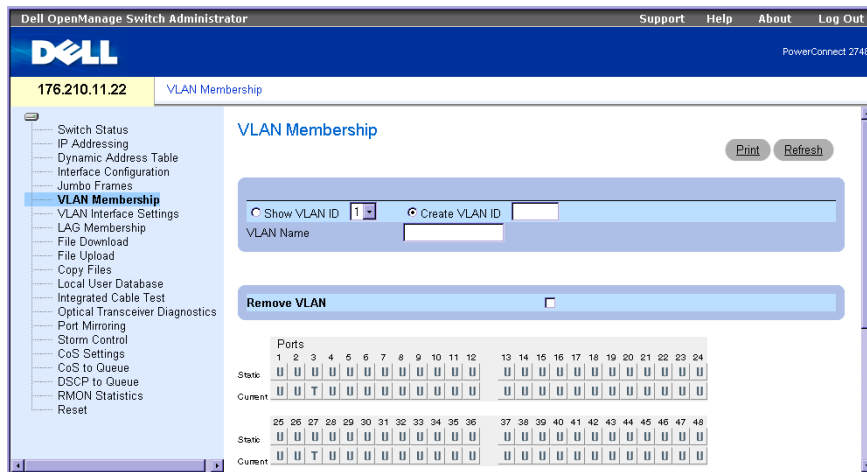 Dell OpenManage Switch Administrator Support Help About Log Out
DELL
PowerConnect 2748
176.210.11.22 VLAN Membership
Switch Status
IP Addressing
Dynamic Address Table
Interface Configuration
Jumbo Frames
VLAN Membership
VLAN Interface Settings
LAG Membership
File Download
File Upload
Copy Files
Local User Database
Integrated Cable Test
Optical Transceiver Diagnostics
Port Mirroring
Storm Control
CoS Settings
CoS to Queue
DSCP to Queue
RMON Statistics
Reset
VLAN Membership
Print Refresh
Show VLAN ID 1 Create VLAN ID
VLAN Name
Remove VLAN
Ports
1 2 3 4 5 6 7 8 9 10 11 12 13 14 15 16 17 18 19 20 21 22 23 24
Static U U U U U U U U U U U U U U U U U U U U U U U U
Current U U T U U U U U U U U U U U U U U U U U U U U U
25 26 27 28 29 30 31 32 33 34 35 36 37 38 39 40 41 42 43 44 45 46 47 48
Static U U U U U U U U U U U U U U U U U U U U U U U U
Current U U T U U U U U U U U U U U U U U U U U U U U U